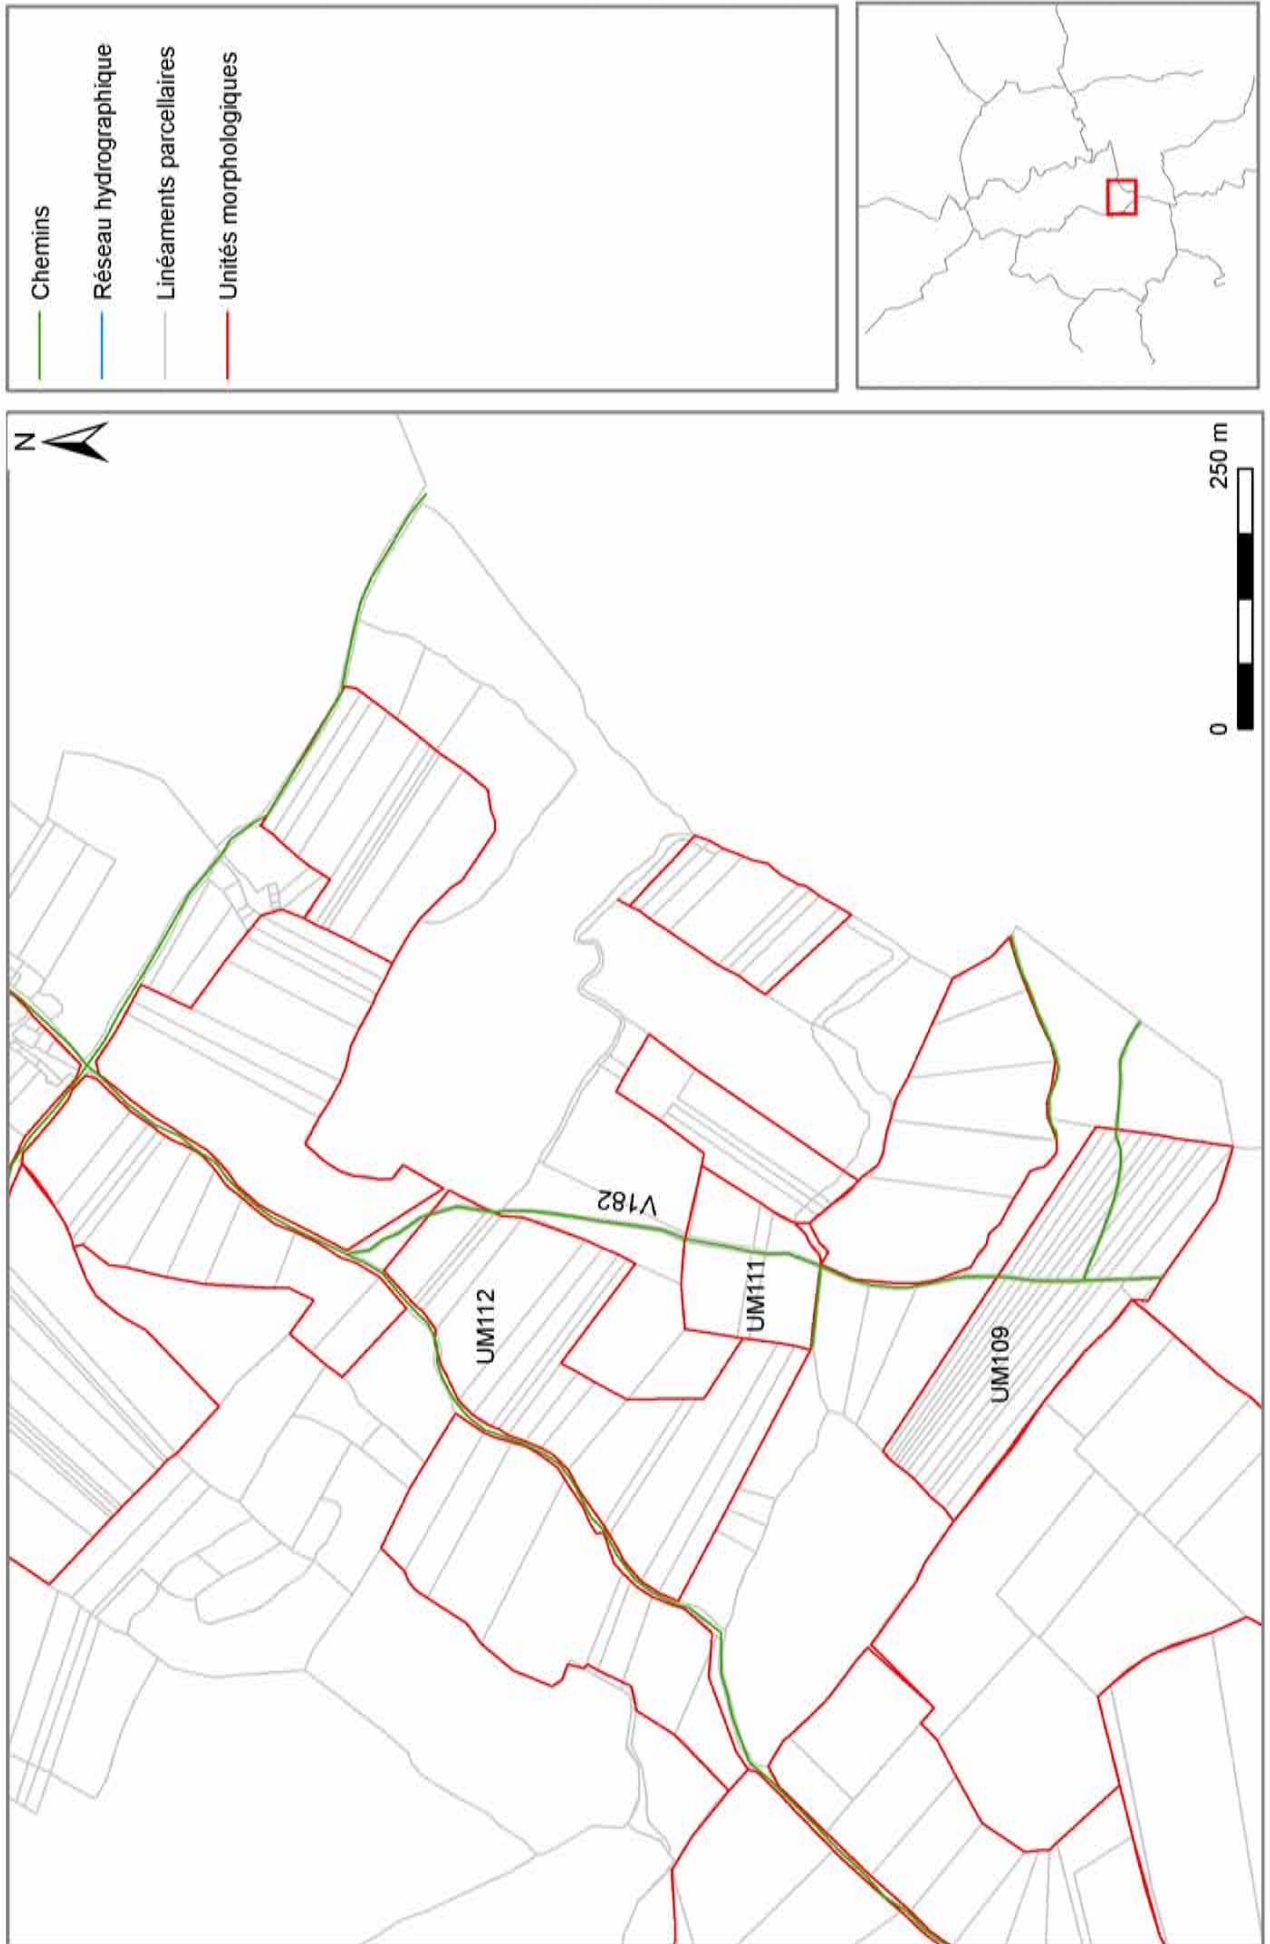 Chemins
Réseau hydrographique
Linéaments parcellaires
Unités morphologiques
N
V182
UM112
UM111
UM109
0 250 m